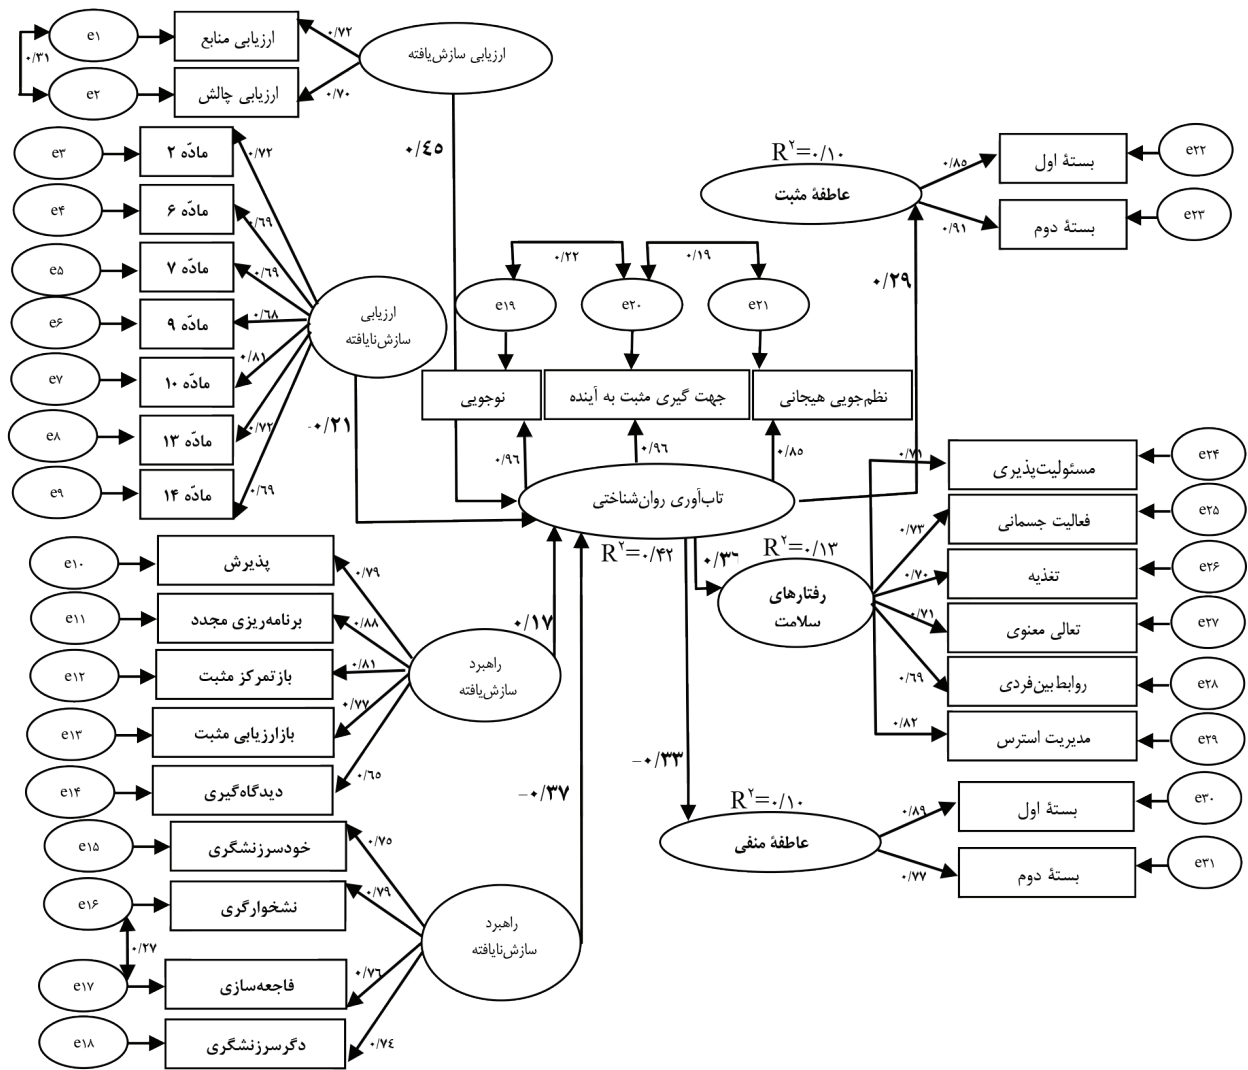 e۱
ارزیابی منابع
۰/۷۲
ارزیابی سازش‌یافته
۰/۳۱
e۲
ارزیابی چالش
۰/۷۰
۰/٤٥
e۳
مادّه ۲
۰/۷۲
e۴
مادّه ۶
۰/۶۹
e۵
مادّه ۷
۰/۶۹
e۶
مادّه ۹
۰/۶۸
e۷
مادّه ۱۰
۰/۸۱
e۸
مادّه ۱۳
۰/۷۲
e۹
مادّه ۱۴
۰/۶۹
ارزیابی
سازش‌نایافته
-۰/۲۱
R۲=۰/۱۰
عاطفهٔ مثبت
۰/۸۵
بستهٔ اول
e۲۲
۰/۹۱
بستهٔ دوم
e۲۳
۰/۲۹
۰/۲۲
۰/۱۹
e۱۹
e۲۰
e۲۱
نوجویی
جهت گیری مثبت به آینده
نظم‌جویی هیجانی
۰/۹۶
۰/۹۶
۰/۸۵
تاب‌آوری روان‌شناختی
R۲=۰/۴۲
e۱۰
پذیرش
۰/۷۹
e۱۱
برنامه‌ریزی مجدد
۰/۸۸
e۱۲
بازتمرکز مثبت
۰/۸۱
e۱۳
بازارزیابی مثبت
۰/۷۷
e۱۴
دیدگاه‌گیری
۰/۶۵
راهبرد
سازش‌یافته
۰/۱۷
e۱۵
خودسرزنشگری
۰/۷۵
e۱۶
نشخوارگری
۰/۷۹
۰/۲۷
e۱۷
فاجعه‌سازی
۰/۷۶
e۱۸
دگرسرزنشگری
۰/۷٤
راهبرد
سازش‌نایافته
-۰/۳۷
R۲=۰/۱۳
رفتارهای
سلامت
۰/۷۱
مسئولیت‌پذیری
e۲۴
۰/۷۳
فعالیت جسمانی
e۲۵
۰/۷۰
تغذیه
e۲۶
۰/۷۱
تعالی معنوی
e۲۷
۰/۶۹
روابط‌بین‌فردی
e۲۸
۰/۸۲
مدیریت استرس
e۲۹
-۰/۳۳
R۲=۰/۱۰
عاطفهٔ منفی
۰/۸۹
بستهٔ اول
e۳۰
۰/۷۷
بستهٔ دوم
e۳۱